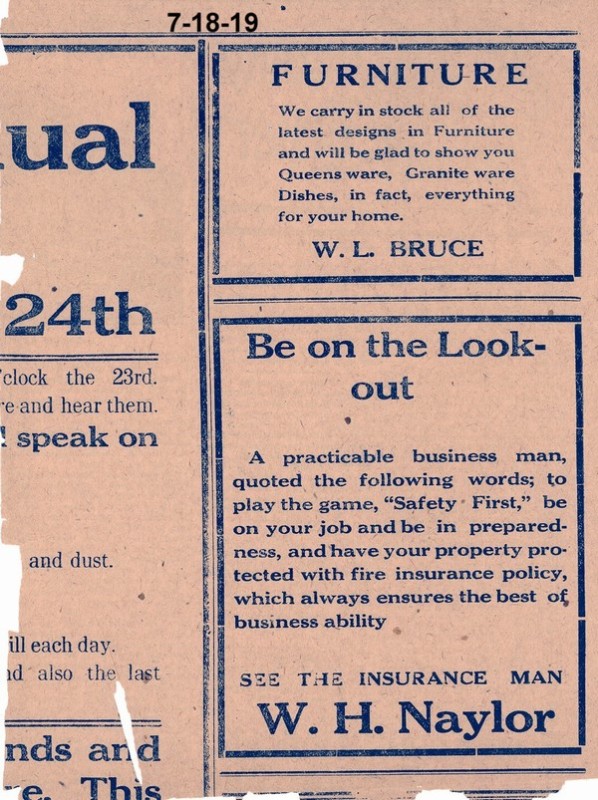 7-18-19
ual
24th
'clock the 23rd.
re and hear them.
speak on
and dust.
ill each day.
nd also the last
nds and
e. This
FURNITURE
We carry in stock all of the
latest designs in Furniture
and will be glad to show you
Queens ware, Granite ware
Dishes, in fact, everything
for your home.
W. L. BRUCE
Be on the Look-
out
A practicable business man,
quoted the following words; to
play the game, “Safety First,” be
on your job and be in prepared-
ness, and have your property pro-
tected with fire insurance policy,
which always ensures the best of
business ability
SEE THE INSURANCE MAN
W. H. Naylor